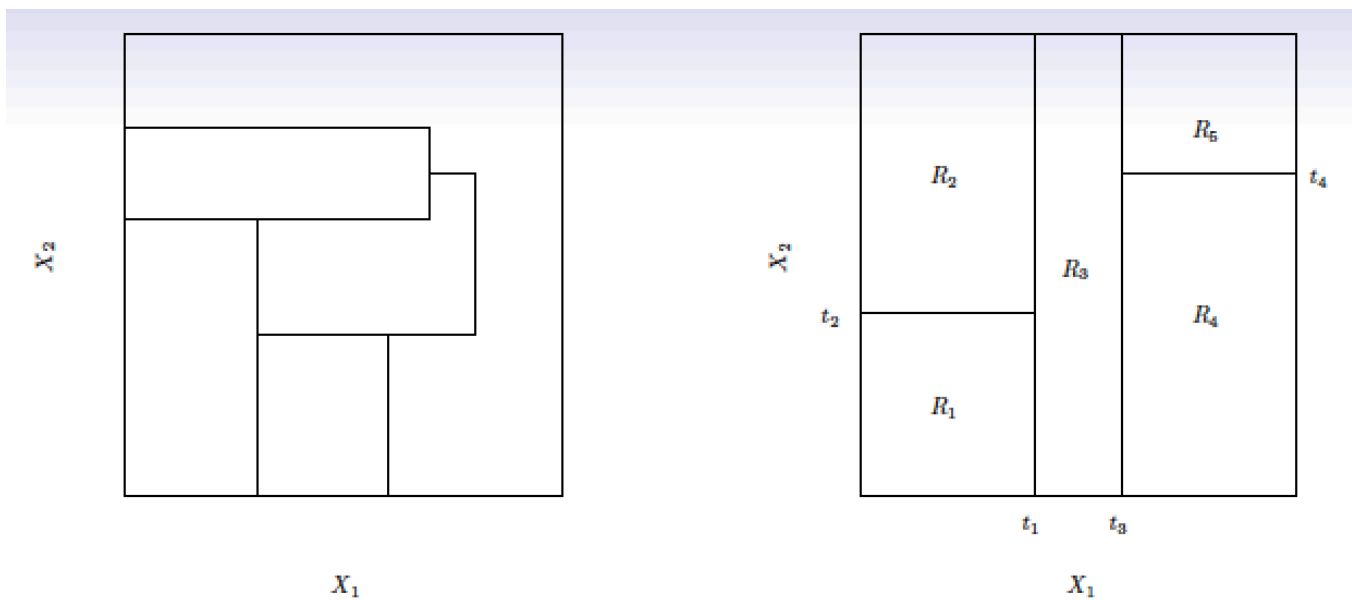 X₂
X₁
R₅
R₂
t₄
X₂
R₃
t₂
R₄
R₁
t₁ t₃
X₁